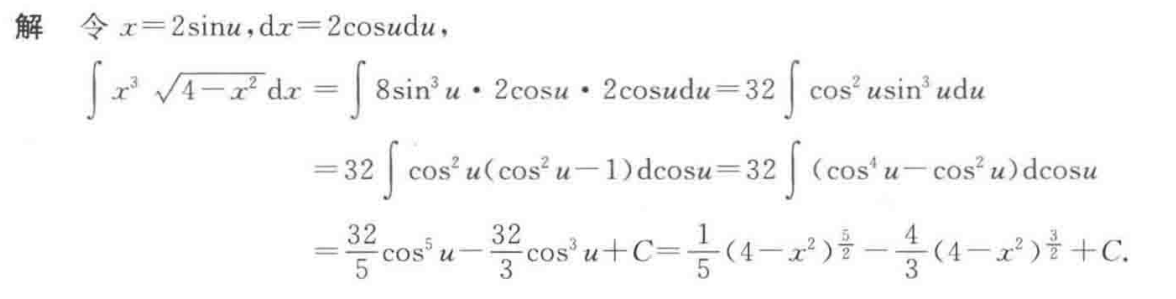 解 令 x=2sinu,dx=2cosudu,
∫ x³ √(4−x²) dx = ∫ 8sin³u · 2cosu · 2cosudu=32 ∫ cos²usin³udu
=32 ∫ cos²u(cos²u−1)dcosu=32 ∫ (cos⁴u−cos²u)dcosu
=32/5 cos⁵u−32/3 cos³u+C=1/5 (4−x²)^(5/2) − 4/3 (4−x²)^(3/2) +C.